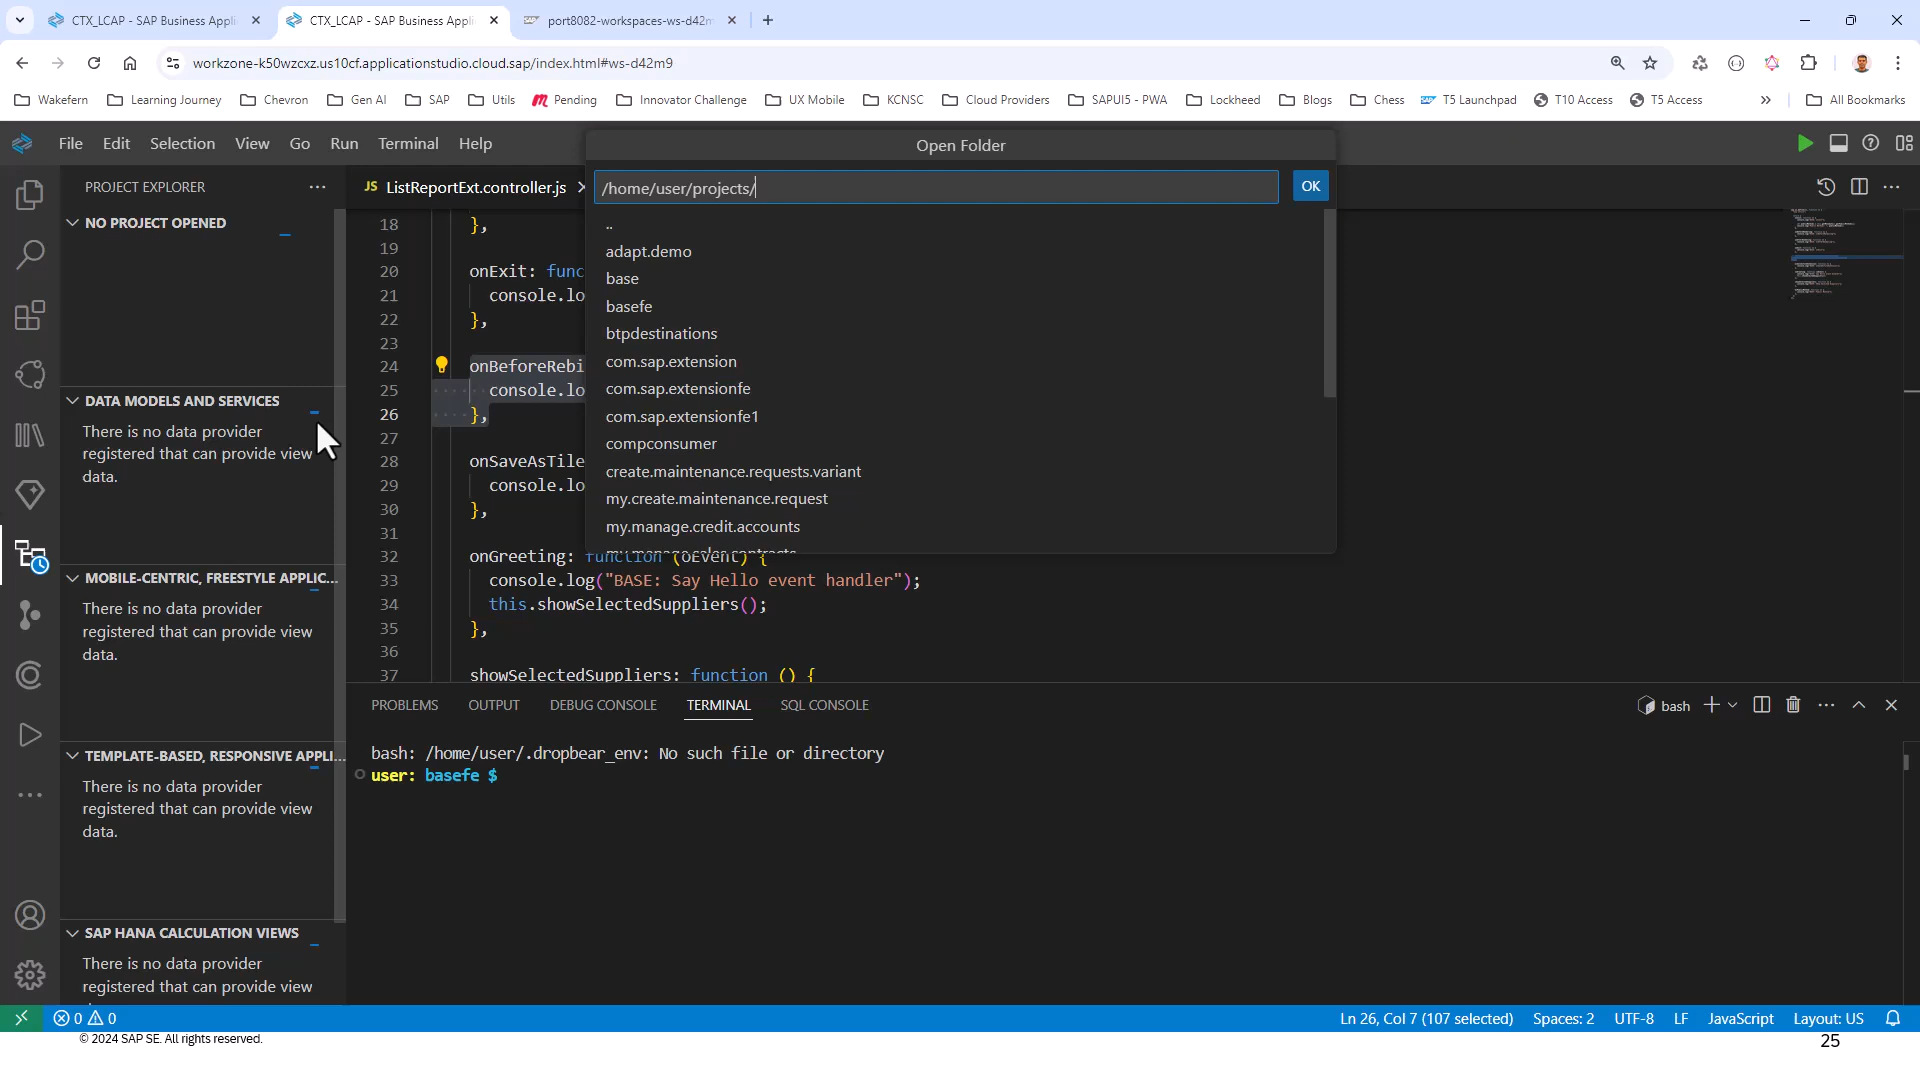 CTX_LCAP - SAP Business Appli
CTX_LCAP - SAP Business Appli
port8082-workspaces-ws-d42m
workzone-k50wzcxz.us10cf.applicationstudio.cloud.sap/index.html#ws-d42m9
Wakefern Learning Journey Chevron Gen AI SAP Utils Pending Innovator Challenge UX Mobile KCNSC Cloud Providers SAPUI5 - PWA Lockheed Blogs Chess T5 Launchpad T10 Access T5 Access All Bookmarks
File Edit Selection View Go Run Terminal Help
Open Folder
PROJECT EXPLORER
JS ListReportExt.controller.js
/home/user/projects/
OK
NO PROJECT OPENED
..
adapt.demo
base
basefe
btpdestinations
com.sap.extension
com.sap.extensionfe
com.sap.extensionfe1
compconsumer
create.maintenance.requests.variant
my.create.maintenance.request
my.manage.credit.accounts
my.manage.sales.contracts
18 },
19
20 onExit: func
21 console.lo
22 },
23
24 onBeforeRebi
25 console.lo
26 },
27
28 onSaveAsTile
29 console.lo
30 },
31
32 onGreeting: function (oEvent) {
33 console.log("BASE: Say Hello event handler");
34 this.showSelectedSuppliers();
35 },
36
37 showSelectedSuppliers: function () {
DATA MODELS AND SERVICES
There is no data provider
registered that can provide view
data.
MOBILE-CENTRIC, FREESTYLE APPLIC...
There is no data provider
registered that can provide view
data.
TEMPLATE-BASED, RESPONSIVE APPLI...
There is no data provider
registered that can provide view
data.
SAP HANA CALCULATION VIEWS
There is no data provider
registered that can provide view
PROBLEMS OUTPUT DEBUG CONSOLE TERMINAL SQL CONSOLE
bash
bash: /home/user/.dropbear_env: No such file or directory
user: basefe $
0 0
Ln 26, Col 7 (107 selected) Spaces: 2 UTF-8 LF JavaScript Layout: US
© 2024 SAP SE. All rights reserved.
25